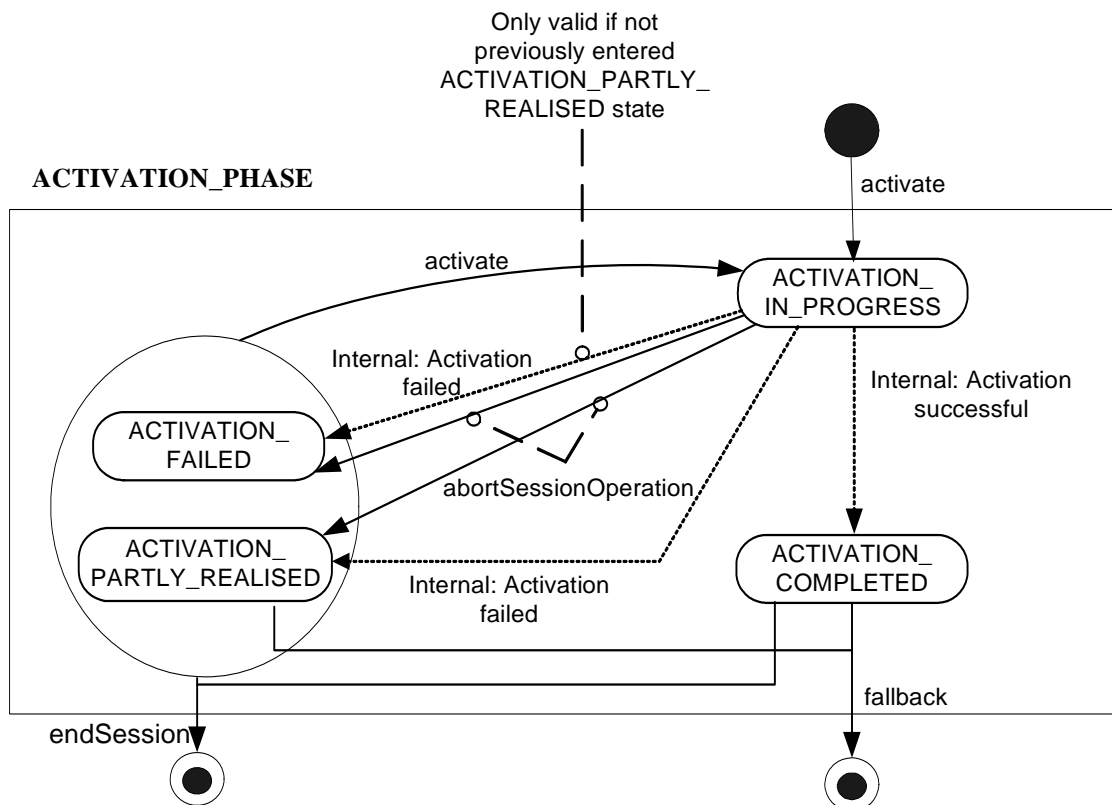 Only valid if not
previously entered
ACTIVATION_PARTLY_
REALISED state
ACTIVATION_PHASE
activate
activate
ACTIVATION_
IN_PROGRESS
Internal: Activation
failed
Internal: Activation
successful
ACTIVATION_
FAILED
abortSessionOperation
ACTIVATION_
PARTLY_REALISED
Internal: Activation
failed
ACTIVATION_
COMPLETED
endSession
fallback